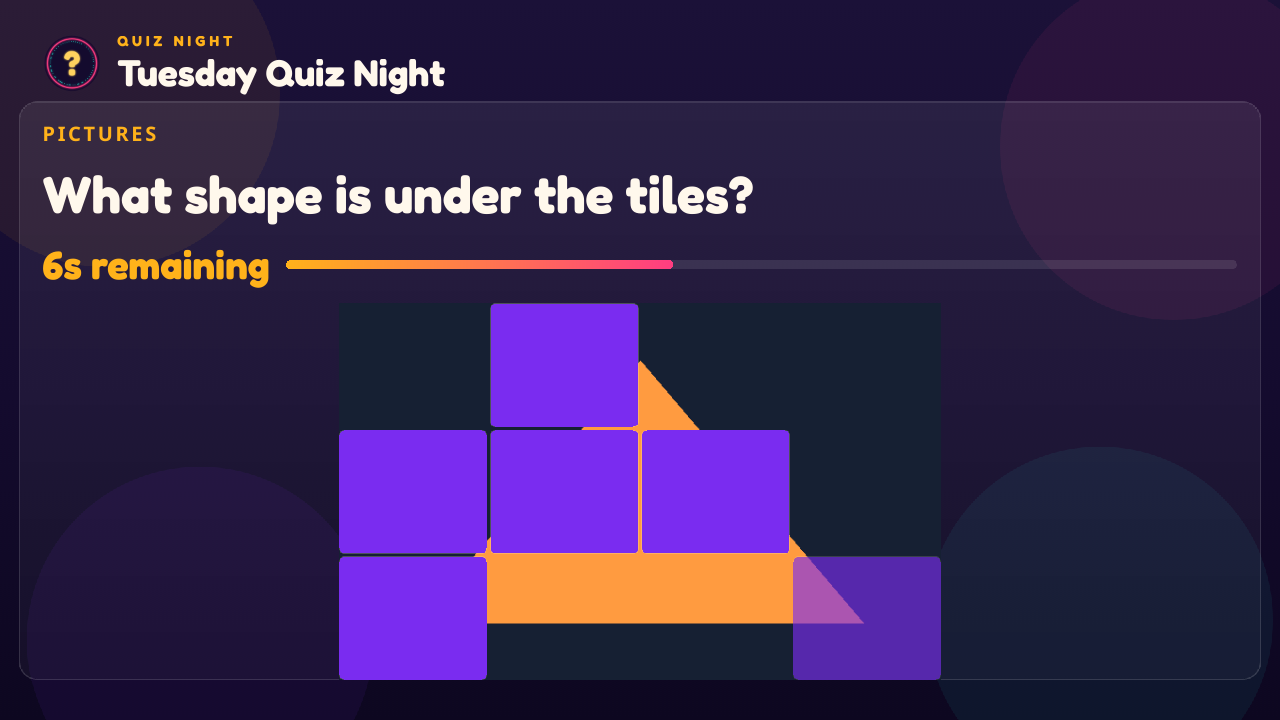 ?
QUIZ NIGHT
Tuesday Quiz Night
PICTURES
What shape is under the tiles?
6s remaining